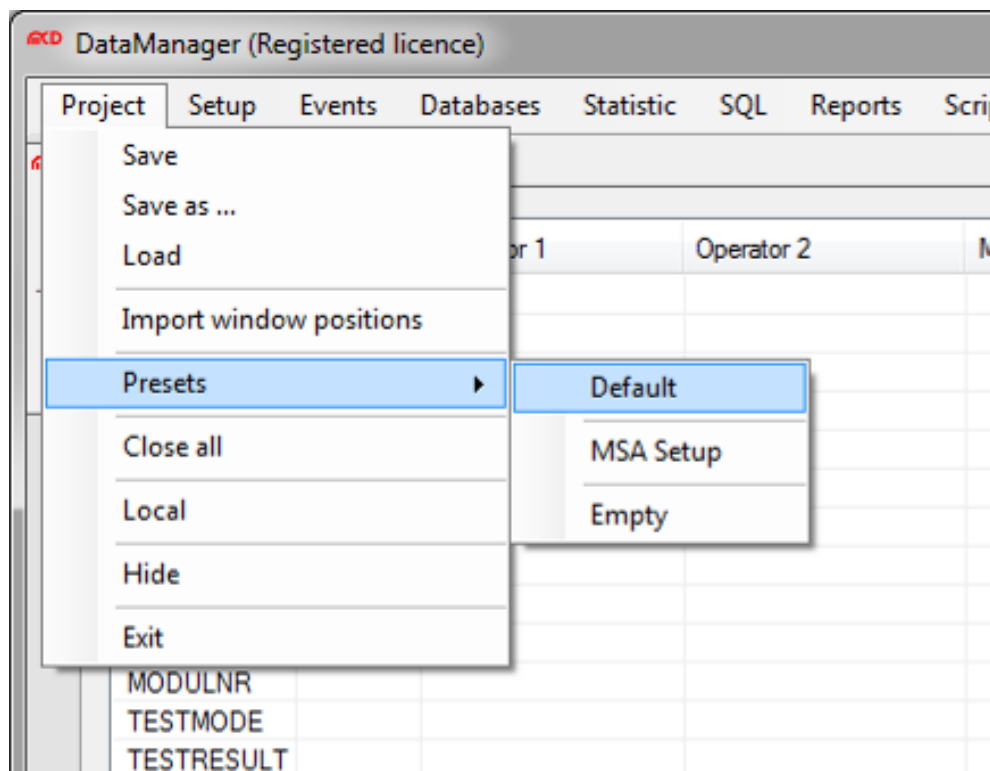 DataManager (Registered licence)
Project Setup Events Databases Statistic SQL Reports
Save
Save as ...
Load
1 Operator 2
Import window positions
Presets
Default
Close all
MSA Setup
Local
Empty
Hide
Exit
MODULNR
TESTMODE
TESTRESULT